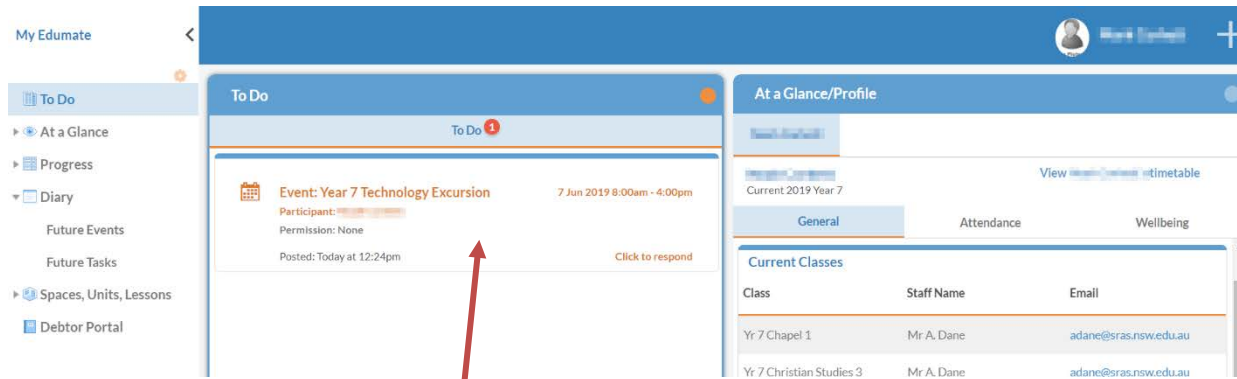 My Edumate
To Do
At a Glance
Progress
Diary
Future Events
Future Tasks
Spaces, Units, Lessons
Debtor Portal
To Do
To Do 1
Event: Year 7 Technology Excursion
7 Jun 2019 8:00am - 4:00pm
Participant:
Permission: None
Posted: Today at 12:24pm
Click to respond
At a Glance/Profile
View timetable
Current 2019 Year 7
General Attendance Wellbeing
Current Classes
Class Staff Name Email
Yr 7 Chapel 1 Mr A. Dane adane@sras.nsw.edu.au
Yr 7 Christian Studies 3 Mr A. Dane adane@sras.nsw.edu.au